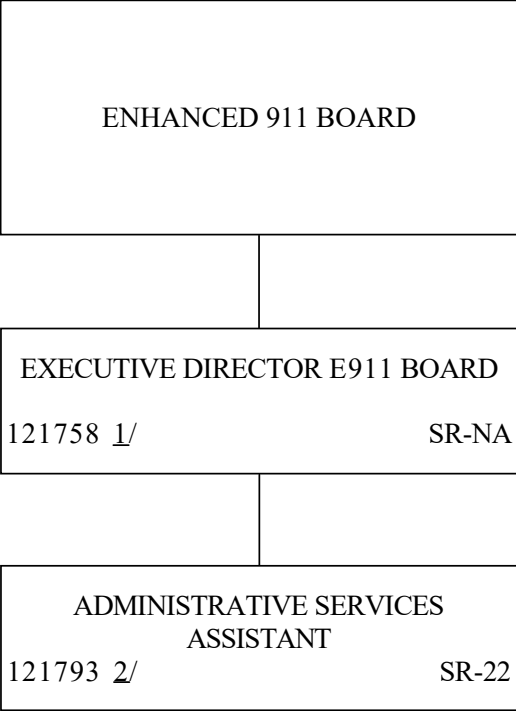 ENHANCED 911 BOARD
EXECUTIVE DIRECTOR E911 BOARD
121758 1/ SR-NA
ADMINISTRATIVE SERVICES
ASSISTANT
121793 2/ SR-22